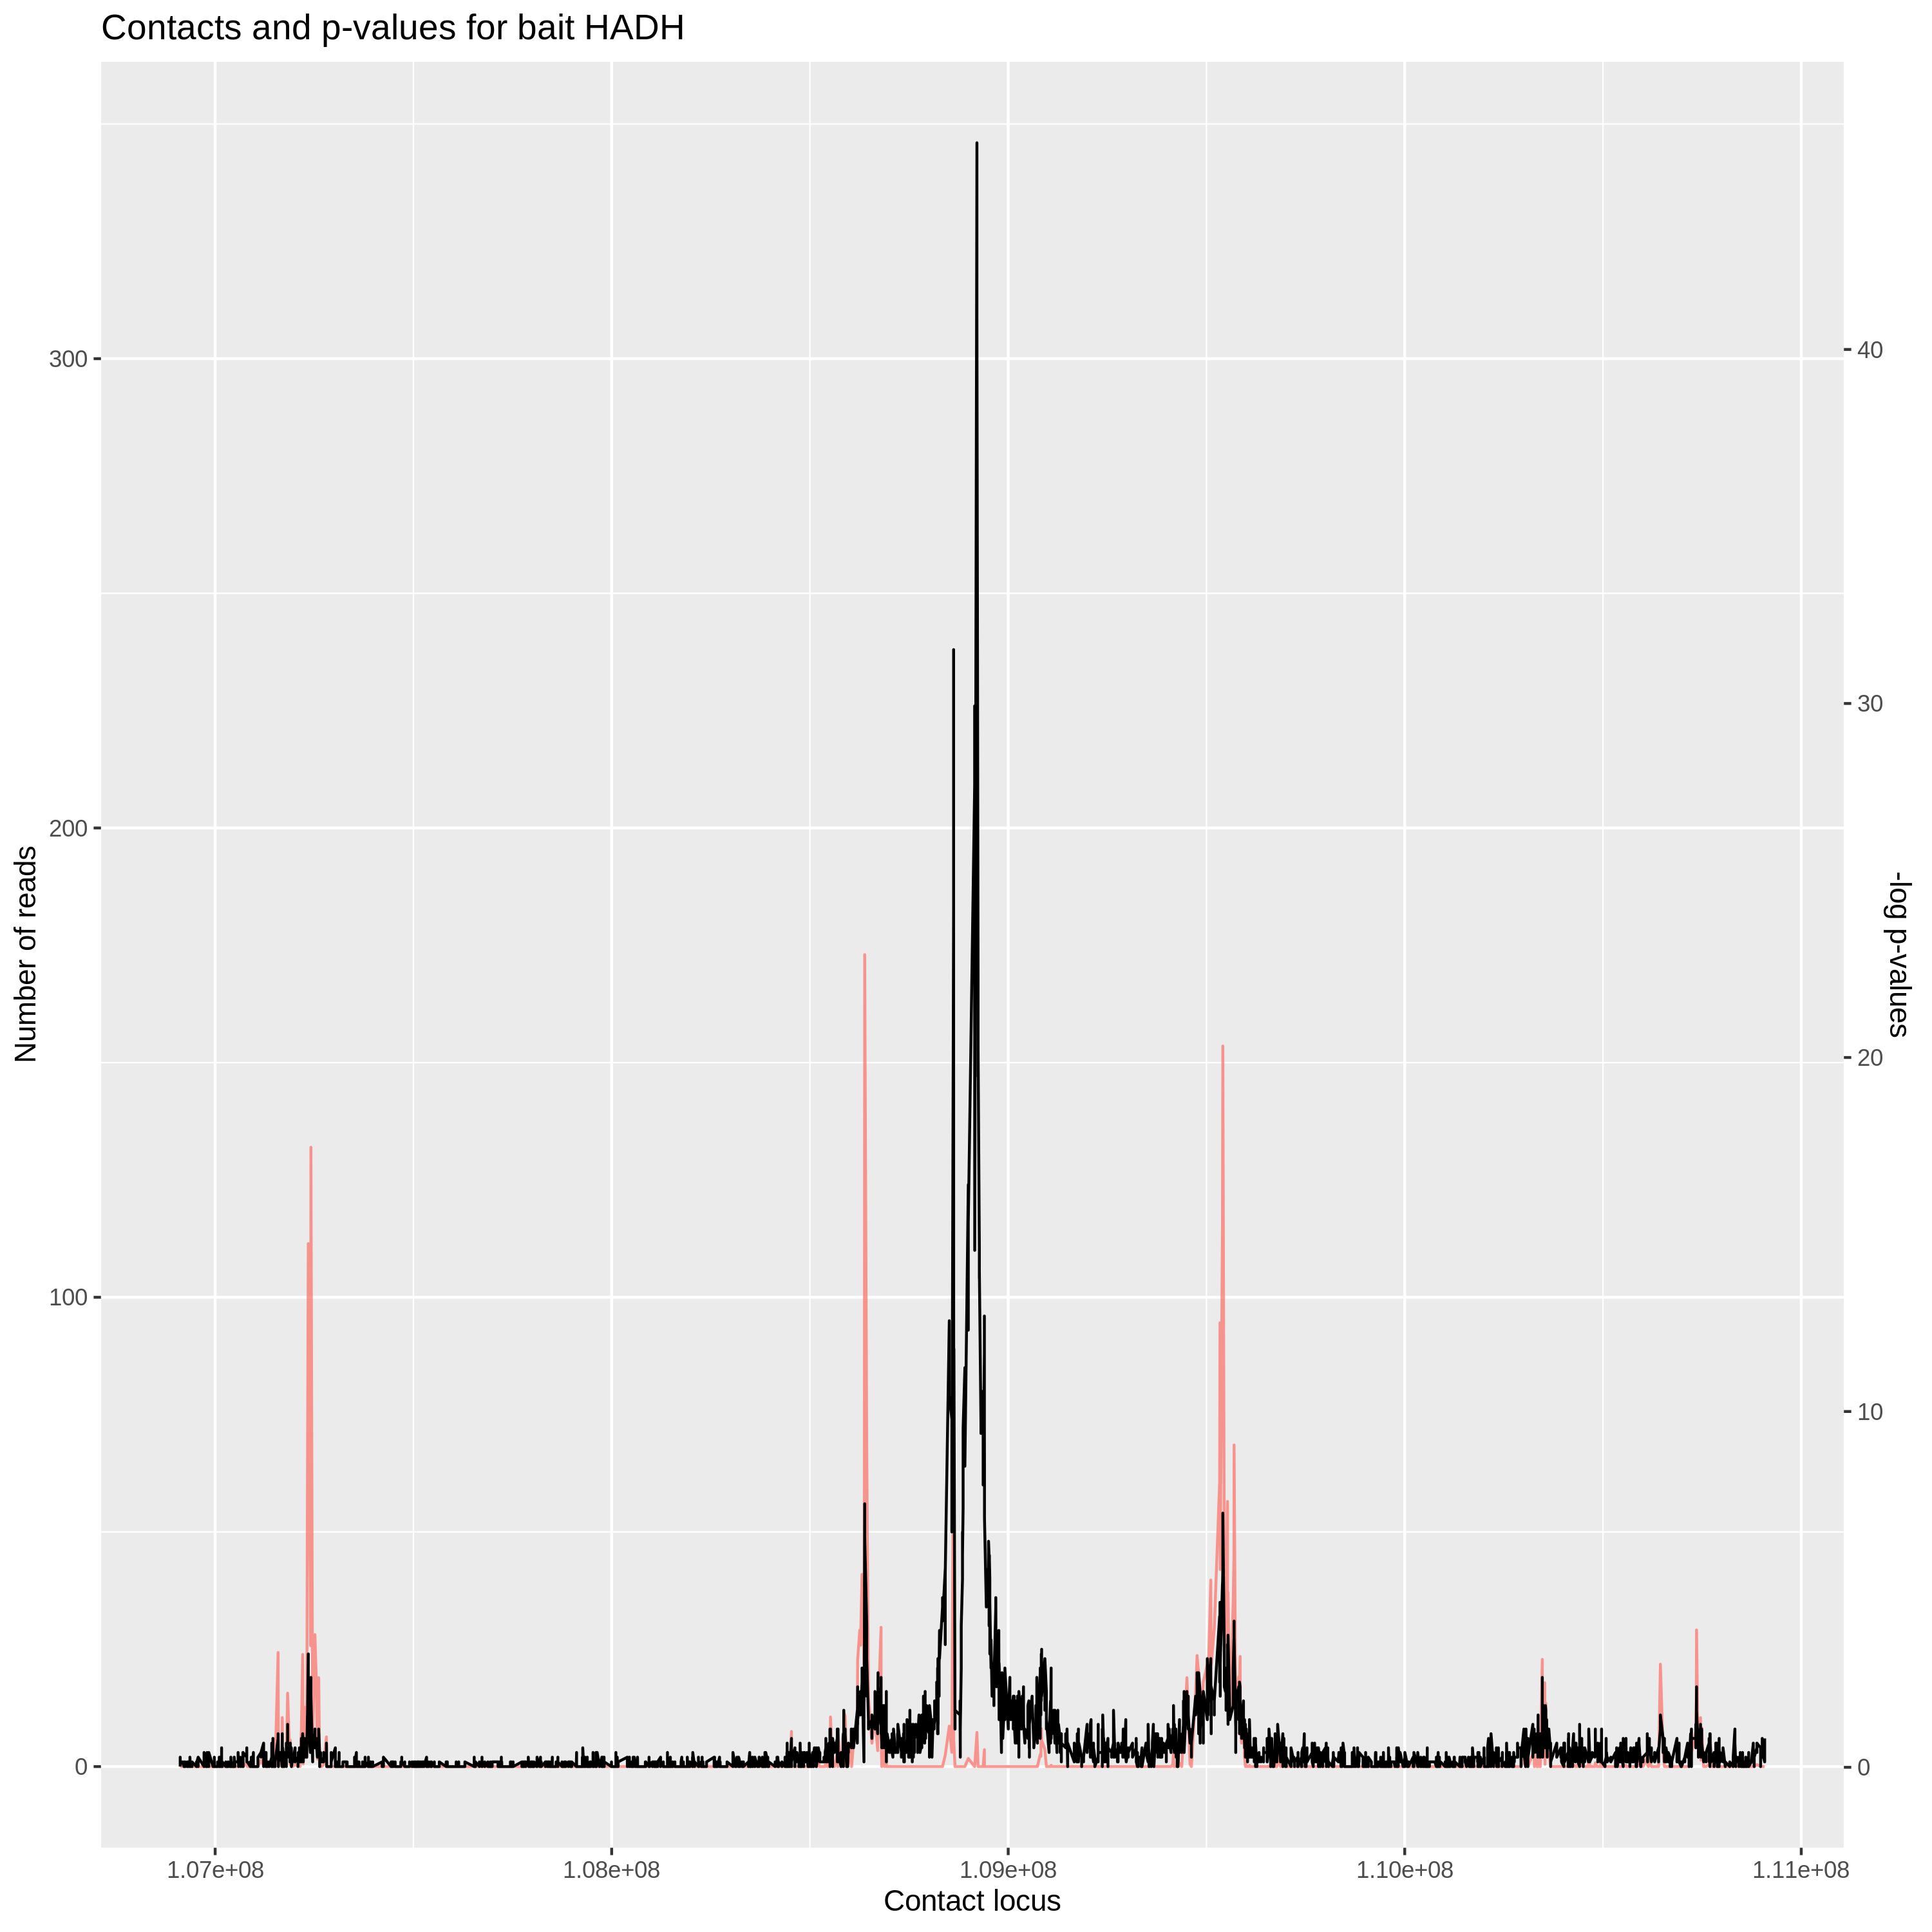 Contacts and p-values for bait HADH
300
200
100
0
Number of reads
40
30
20
10
0
-log p-values
1.07e+08
1.08e+08
1.09e+08
1.10e+08
1.11e+08
Contact locus